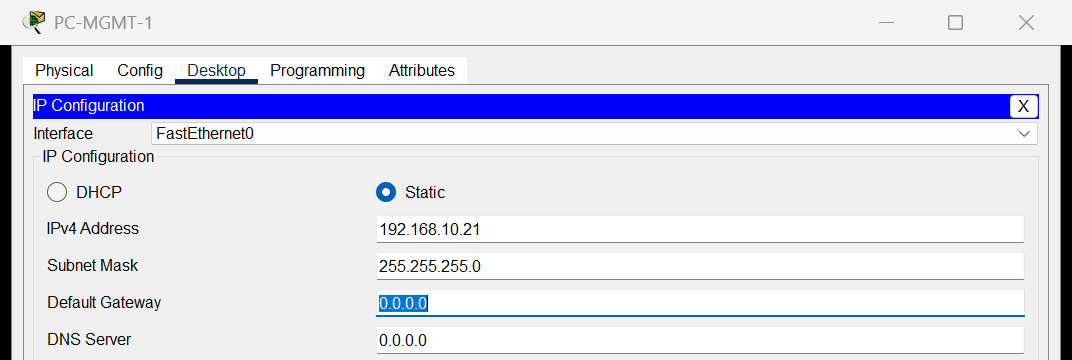 PC-MGMT-1
Physical Config Desktop Programming Attributes
IP Configuration X
Interface FastEthernet0
IP Configuration
DHCP Static
IPv4 Address 192.168.10.21
Subnet Mask 255.255.255.0
Default Gateway 0.0.0.0
DNS Server 0.0.0.0